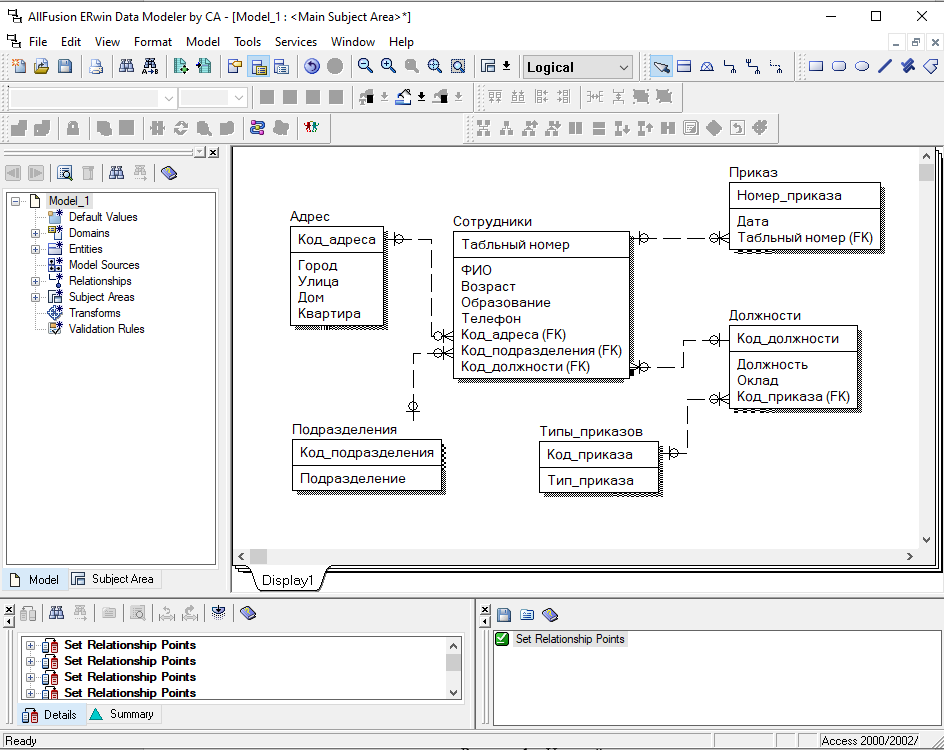 AllFusion ERwin Data Modeler by CA - [Model_1 : <Main Subject Area>*]
File Edit View Format Model Tools Services Window Help
Logical
Model_1
Default Values
Domains
Entities
Model Sources
Relationships
Subject Areas
Transforms
Validation Rules
Model Subject Area
Адрес
Код_адреса
Город
Улица
Дом
Квартира
Сотрудники
Табльный номер
ФИО
Возраст
Образование
Телефон
Код_адреса (FK)
Код_подразделения (FK)
Код_должности (FK)
Приказ
Номер_приказа
Дата
Табльный номер (FK)
Должности
Код_должности
Должность
Оклад
Код_приказа (FK)
Подразделения
Код_подразделения
Подразделение
Типы_приказов
Код_приказа
Тип_приказа
Display1
Set Relationship Points
Set Relationship Points
Set Relationship Points
Set Relationship Points
Details Summary
Set Relationship Points
Ready
Access 2000/2002/